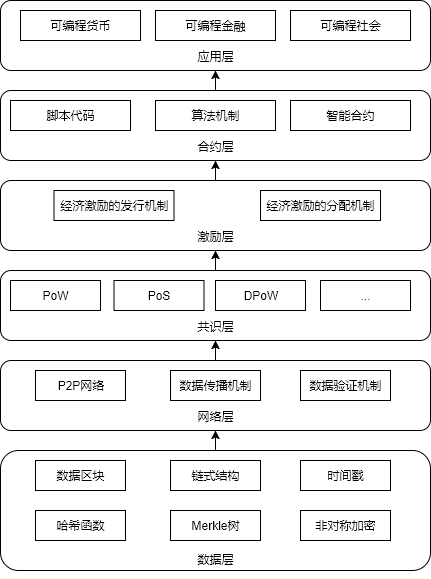 可编程货币
可编程金融
可编程社会
应用层
脚本代码
算法机制
智能合约
合约层
经济激励的发行机制
经济激励的分配机制
激励层
PoW
PoS
DPoW
...
共识层
P2P网络
数据传播机制
数据验证机制
网络层
数据区块
链式结构
时间戳
哈希函数
Merkle树
非对称加密
数据层